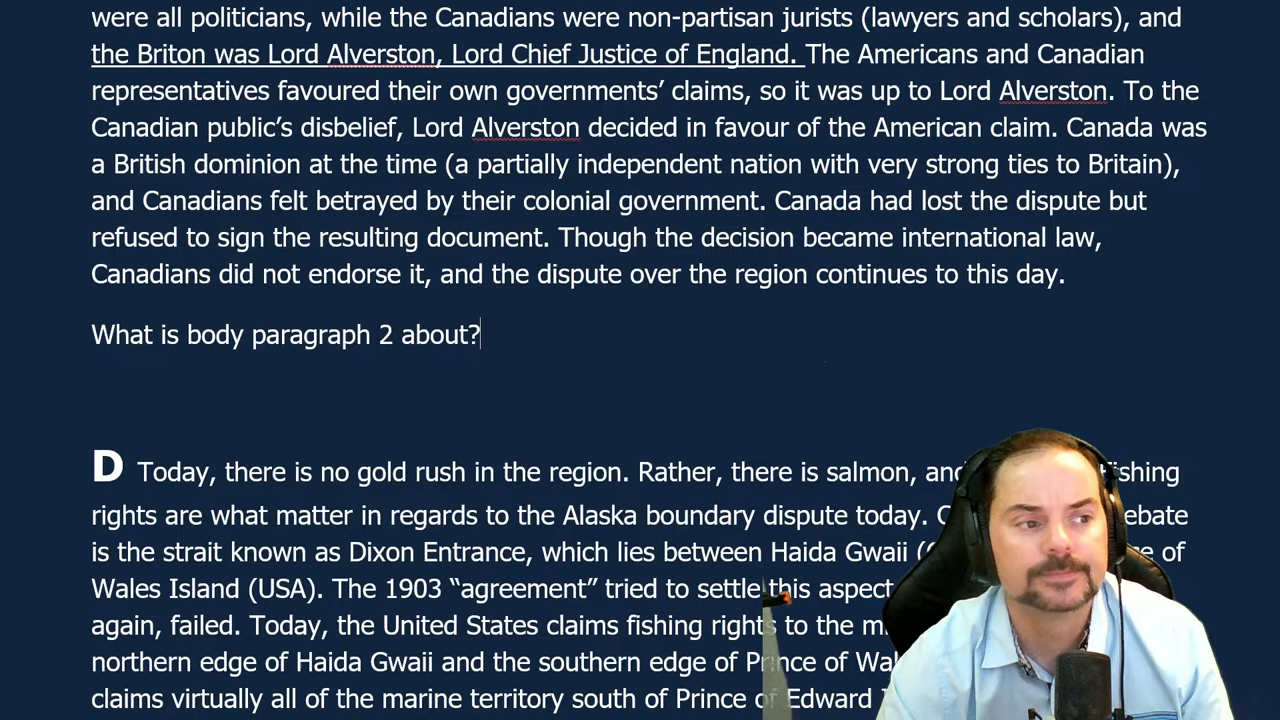 were all politicians, while the Canadians were non-partisan jurists (lawyers and scholars), and
the Briton was Lord Alverston, Lord Chief Justice of England. The Americans and Canadian
representatives favoured their own governments’ claims, so it was up to Lord Alverston. To the
Canadian public’s disbelief, Lord Alverston decided in favour of the American claim. Canada was
a British dominion at the time (a partially independent nation with very strong ties to Britain),
and Canadians felt betrayed by their colonial government. Canada had lost the dispute but
refused to sign the resulting document. Though the decision became international law,
Canadians did not endorse it, and the dispute over the region continues to this day.
What is body paragraph 2 about?
D Today, there is no gold rush in the region. Rather, there is salmon,
rights are what matter in regards to the Alaska boundary dispute today.
is the strait known as Dixon Entrance, which lies between Haida Gwaii of
Wales Island (USA). The 1903 “agreement” tried to settle this aspect
again, failed. Today, the United States claims fishing rights to the
northern edge of Haida Gwaii and the southern edge of Prince of
claims virtually all of the marine territory south of Prince of Edward